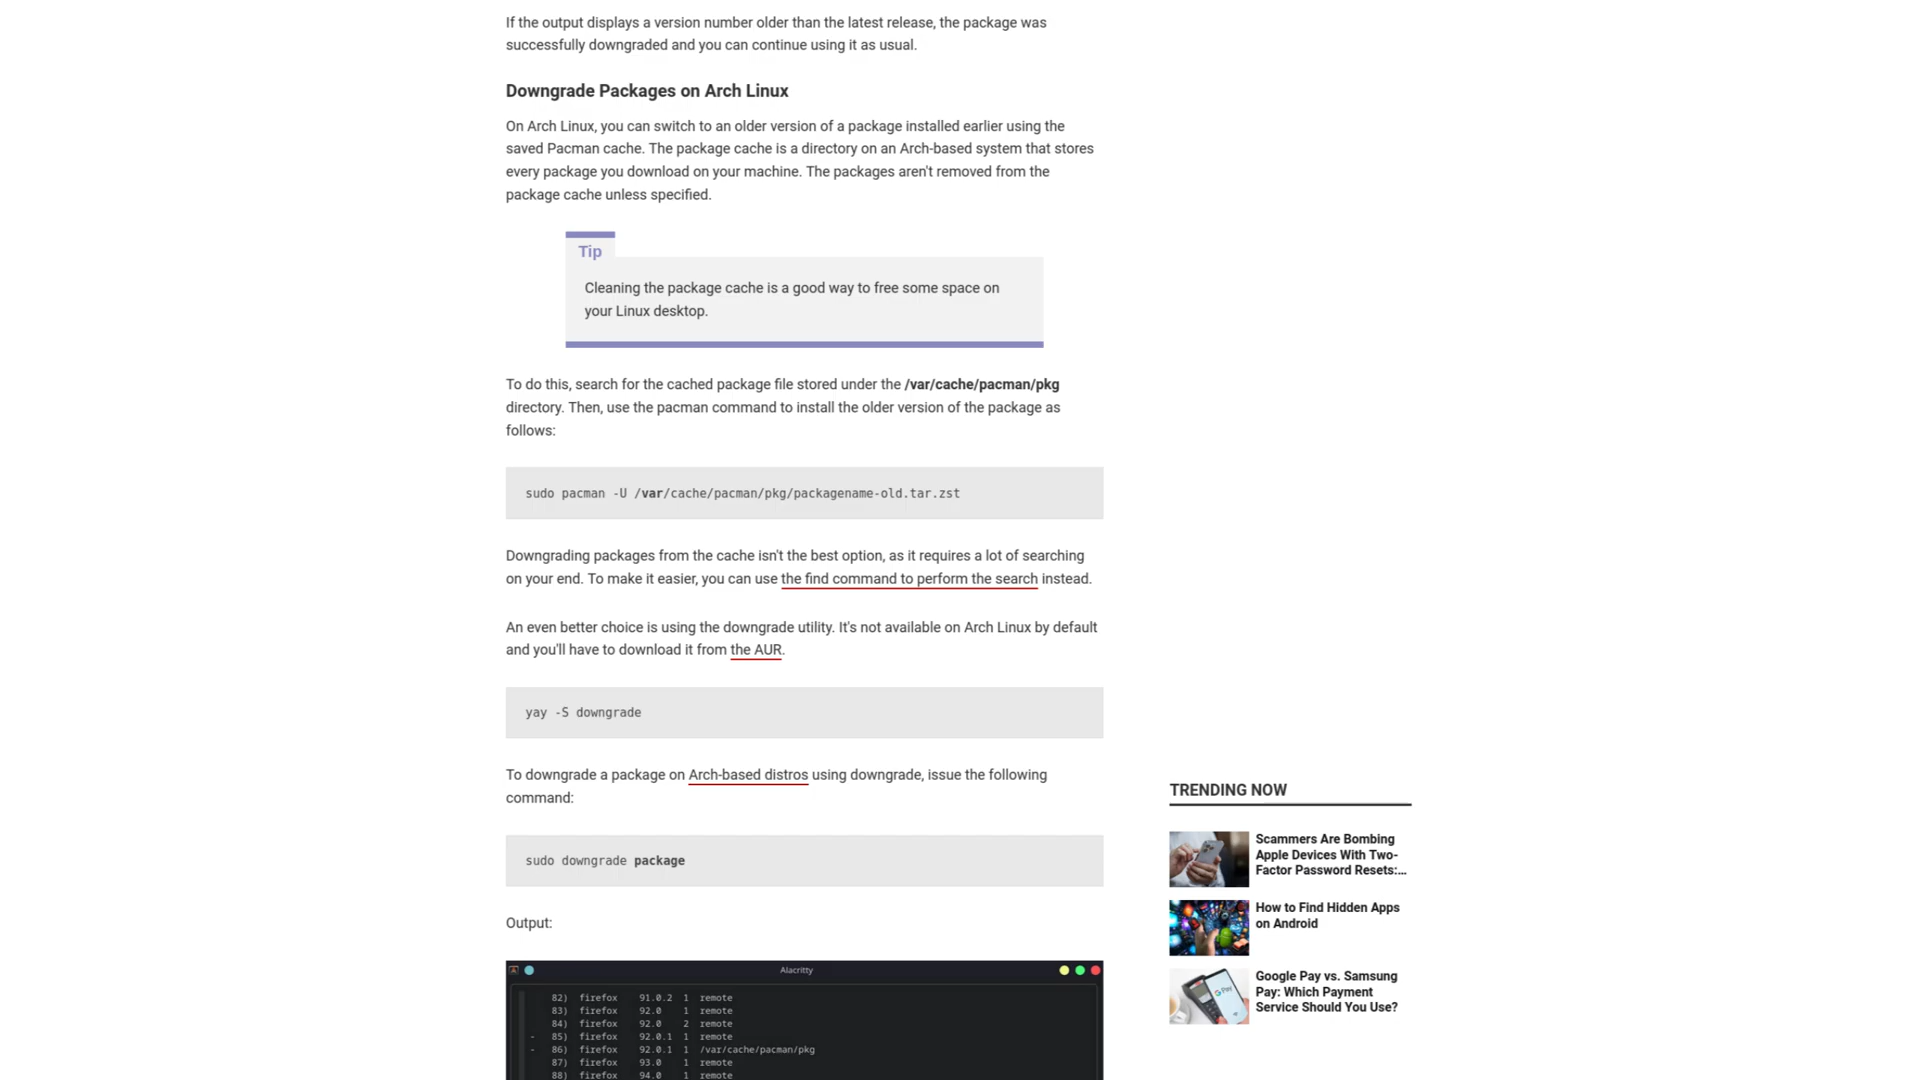 If the output displays a version number older than the latest release, the package was
successfully downgraded and you can continue using it as usual.
Downgrade Packages on Arch Linux
On Arch Linux, you can switch to an older version of a package installed earlier using the
saved Pacman cache. The package cache is a directory on an Arch-based system that stores
every package you download on your machine. The packages aren't removed from the
package cache unless specified.
Tip
Cleaning the package cache is a good way to free some space on
your Linux desktop.
To do this, search for the cached package file stored under the /var/cache/pacman/pkg
directory. Then, use the pacman command to install the older version of the package as
follows:
sudo pacman -U /var/cache/pacman/pkg/packagename-old.tar.zst
Downgrading packages from the cache isn't the best option, as it requires a lot of searching
on your end. To make it easier, you can use the find command to perform the search instead.
An even better choice is using the downgrade utility. It's not available on Arch Linux by default
and you'll have to download it from the AUR.
yay -S downgrade
To downgrade a package on Arch-based distros using downgrade, issue the following
command:
sudo downgrade package
Output:
Alacritty
82) firefox 91.0.2 1 remote
83) firefox 92.0 1 remote
84) firefox 92.0 2 remote
- 85) firefox 92.0.1 1 remote
- 86) firefox 92.0.1 1 /var/cache/pacman/pkg
87) firefox 93.0 1 remote
88) firefox 94.0 1 remote
TRENDING NOW
Scammers Are Bombing
Apple Devices With Two-
Factor Password Resets:...
How to Find Hidden Apps
on Android
Google Pay vs. Samsung
Pay: Which Payment
Service Should You Use?
G Pay